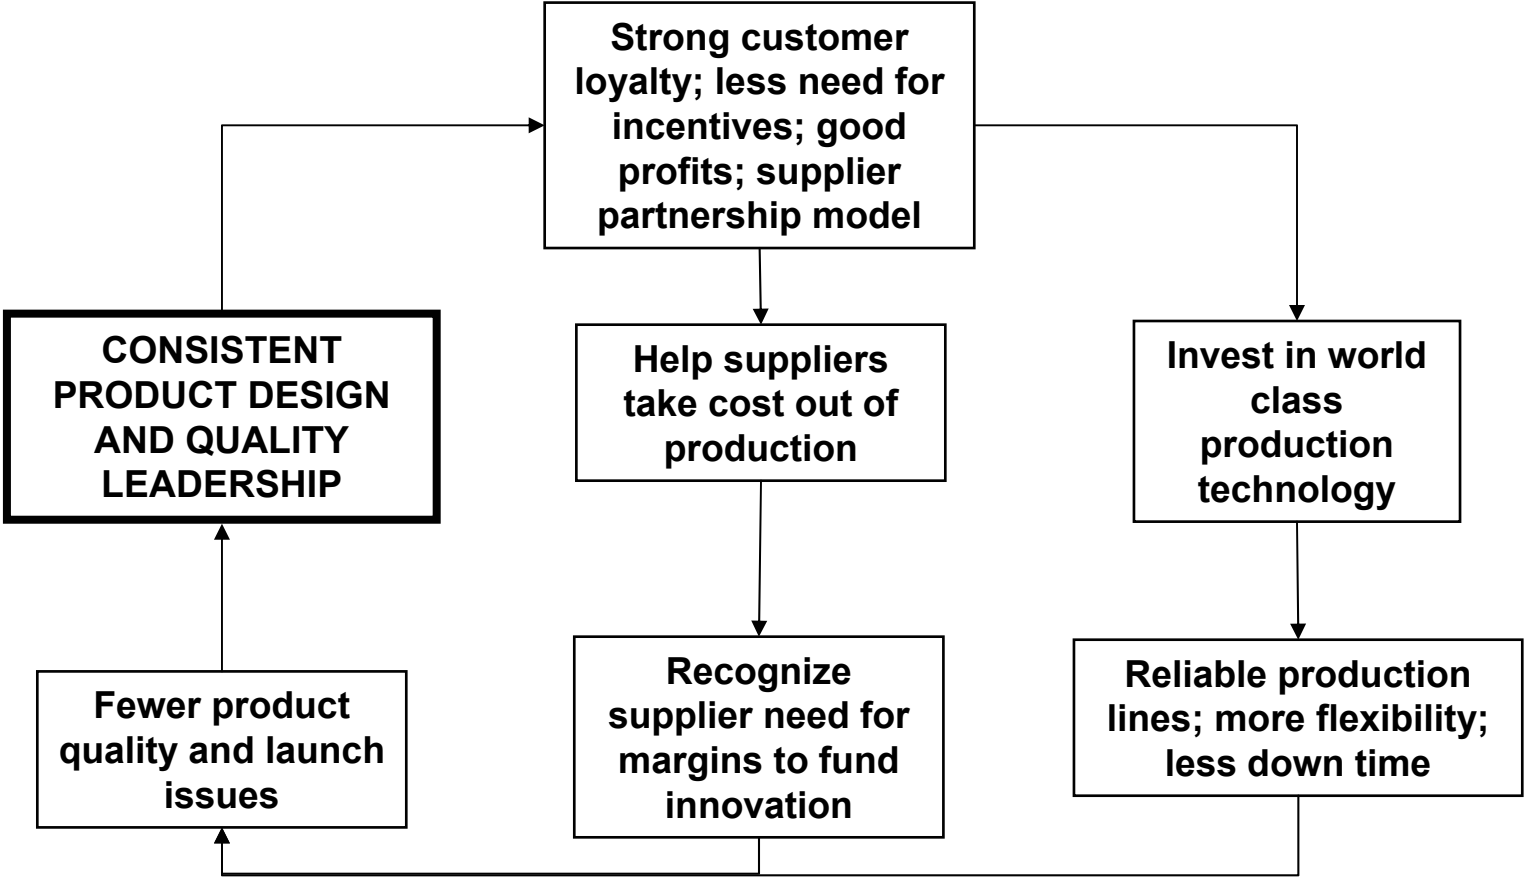 Strong customer
loyalty; less need for
incentives; good
profits; supplier
partnership model
CONSISTENT
PRODUCT DESIGN
AND QUALITY
LEADERSHIP
Help suppliers
take cost out of
production
Invest in world
class
production
technology
Fewer product
quality and launch
issues
Recognize
supplier need for
margins to fund
innovation
Reliable production
lines; more flexibility;
less down time